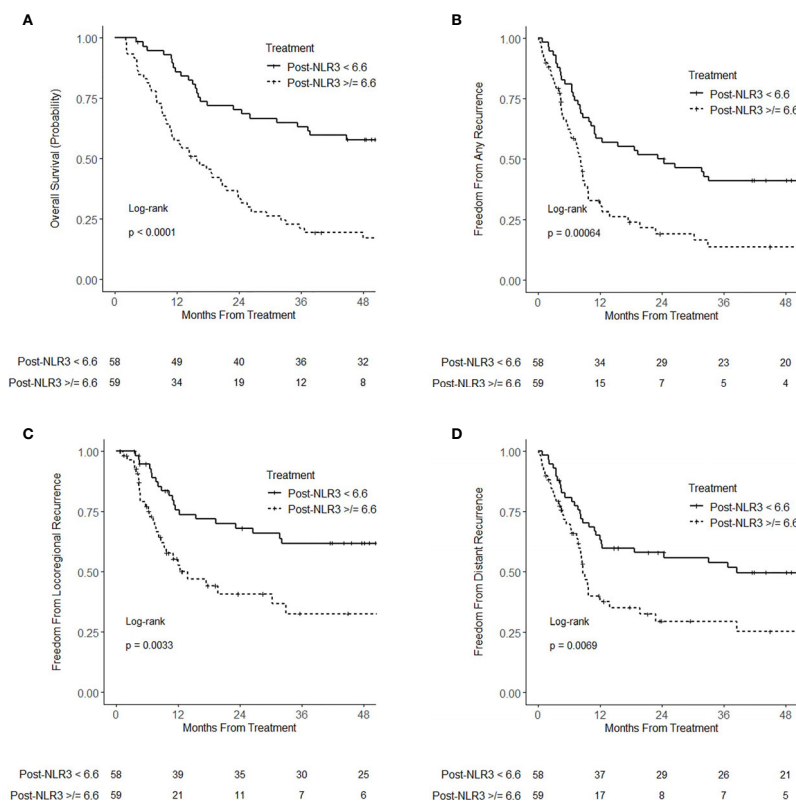 A
1.00
0.75
0.50
0.25
0.00
Overall Survival (Probability)
Treatment
Post-NLR3 < 6.6
Post-NLR3 >/= 6.6
Log-rank
p < 0.0001
0 12 24 36 48
Months From Treatment
Post-NLR3 < 6.6 58 49 40 36 32
Post-NLR3 >/= 6.6 59 34 19 12 8
B
1.00
0.75
0.50
0.25
0.00
Freedom From Any Recurrence
Treatment
Post-NLR3 < 6.6
Post-NLR3 >/= 6.6
Log-rank
p = 0.00064
0 12 24 36 48
Months From Treatment
Post-NLR3 < 6.6 58 34 29 23 20
Post-NLR3 >/= 6.6 59 15 7 5 4
C
1.00
0.75
0.50
0.25
0.00
Freedom From Locoregional Recurrence
Treatment
Post-NLR3 < 6.6
Post-NLR3 >/= 6.6
Log-rank
p = 0.0033
0 12 24 36 48
Months From Treatment
Post-NLR3 < 6.6 58 39 35 30 25
Post-NLR3 >/= 6.6 59 21 11 7 6
D
1.00
0.75
0.50
0.25
0.00
Freedom From Distant Recurrence
Treatment
Post-NLR3 < 6.6
Post-NLR3 >/= 6.6
Log-rank
p = 0.0069
0 12 24 36 48
Months From Treatment
Post-NLR3 < 6.6 58 37 29 26 21
Post-NLR3 >/= 6.6 59 17 8 7 5